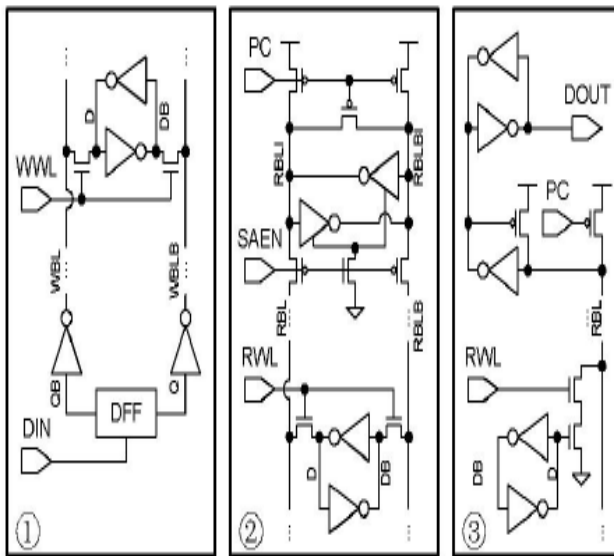 D
DB
WWL
WBL
WBLB
QB
Q
DFF
DIN
①
PC
RBLI
RBLBI
SAEN
RBL
RBLB
RWL
D
DB
②
DOUT
PC
RBL
RWL
DB
D
③